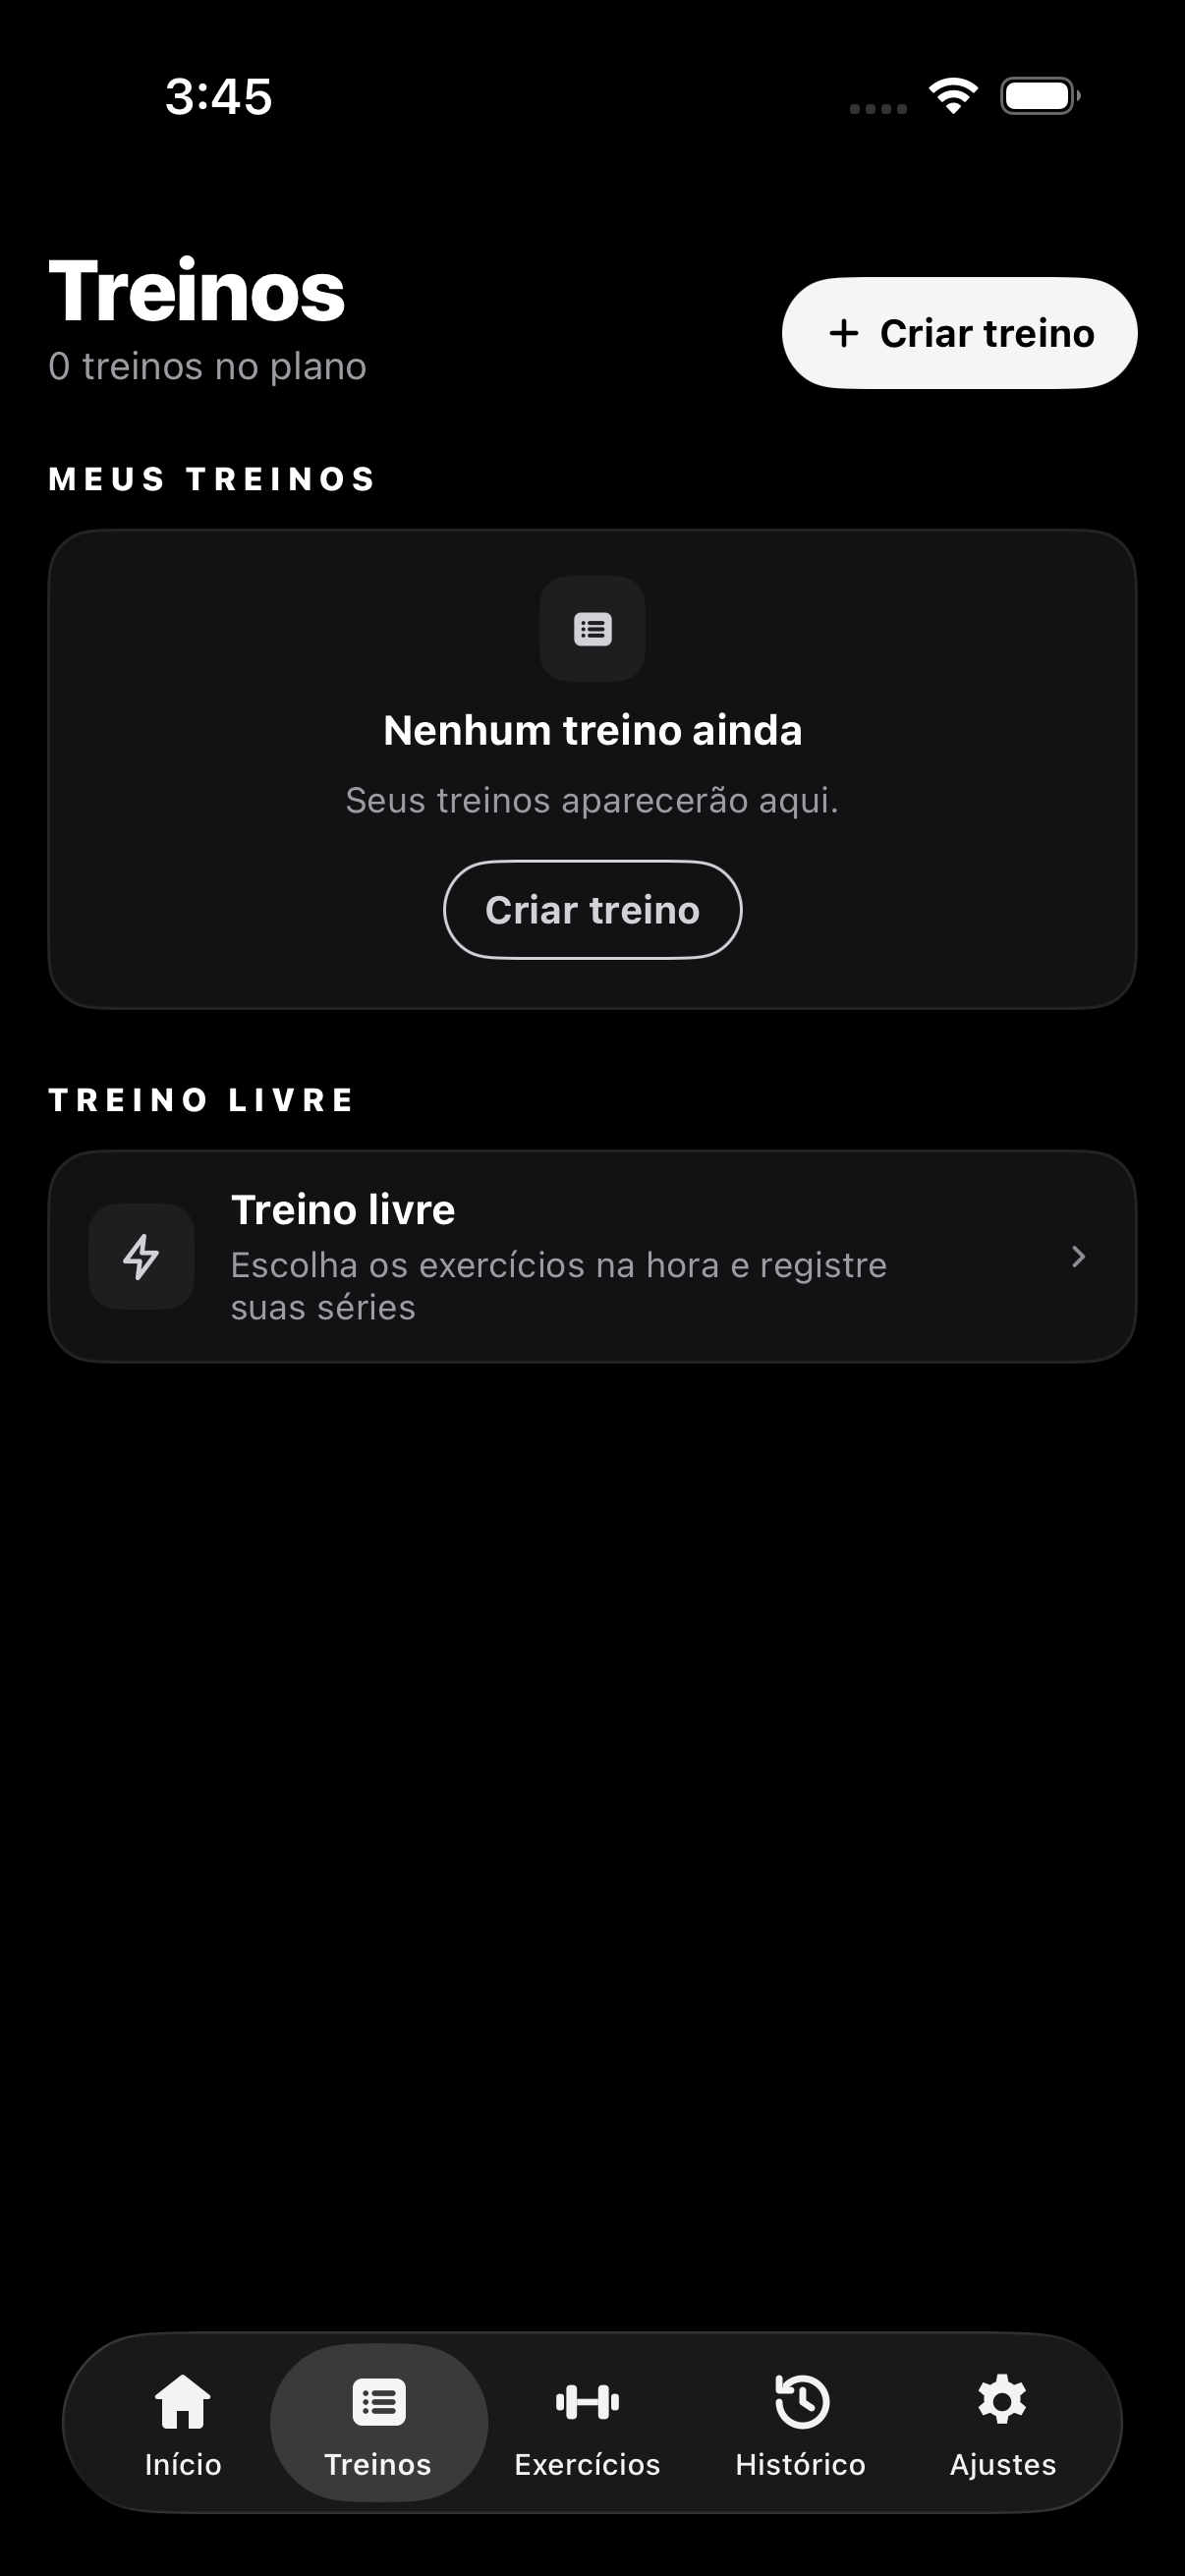 3:45
Treinos
0 treinos no plano
Criar treino
MEUS TREINOS
Nenhum treino ainda
Seus treinos aparecerão aqui.
Criar treino
TREINO LIVRE
Treino livre
Escolha os exercícios na hora e registre
suas séries
Início
Treinos
Exercícios
Histórico
Ajustes